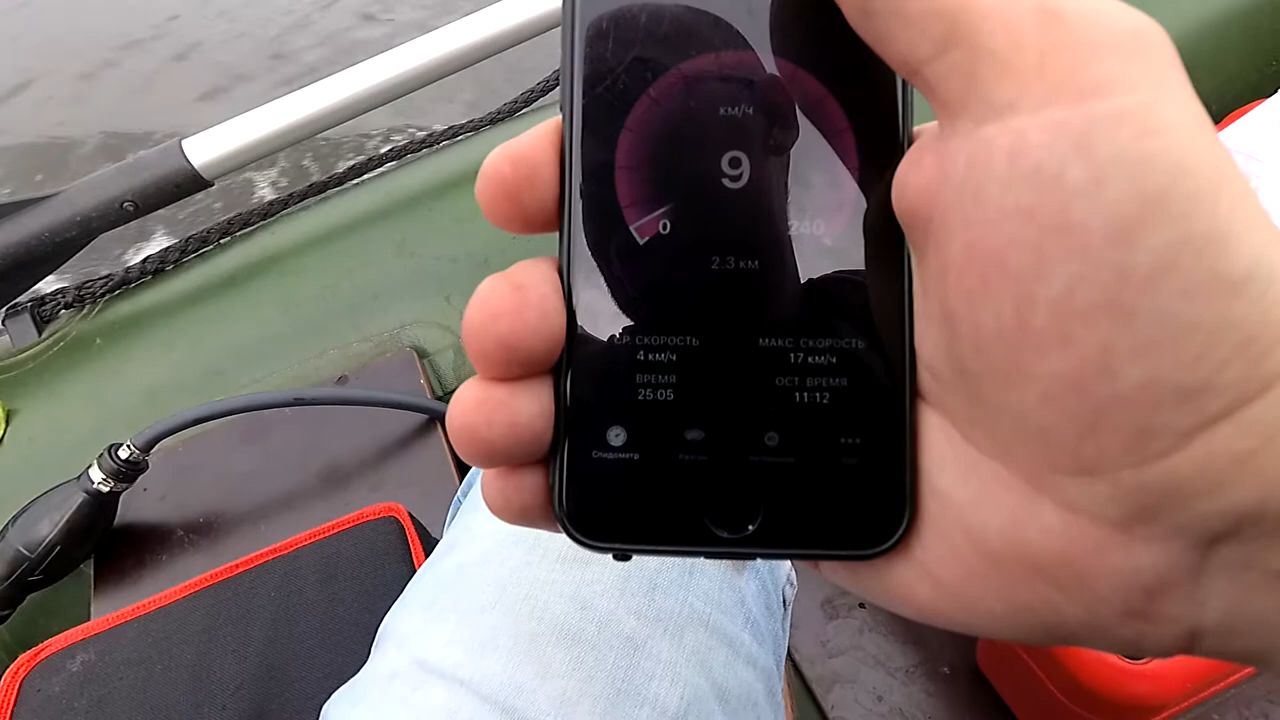 км/ч
9
0 240
2.3 км
СР. СКОРОСТЬ МАКС. СКОРОСТЬ
4 км/ч 17 км/ч
ВРЕМЯ ОСТ. ВРЕМЯ
25:05 11:12
Спидометр